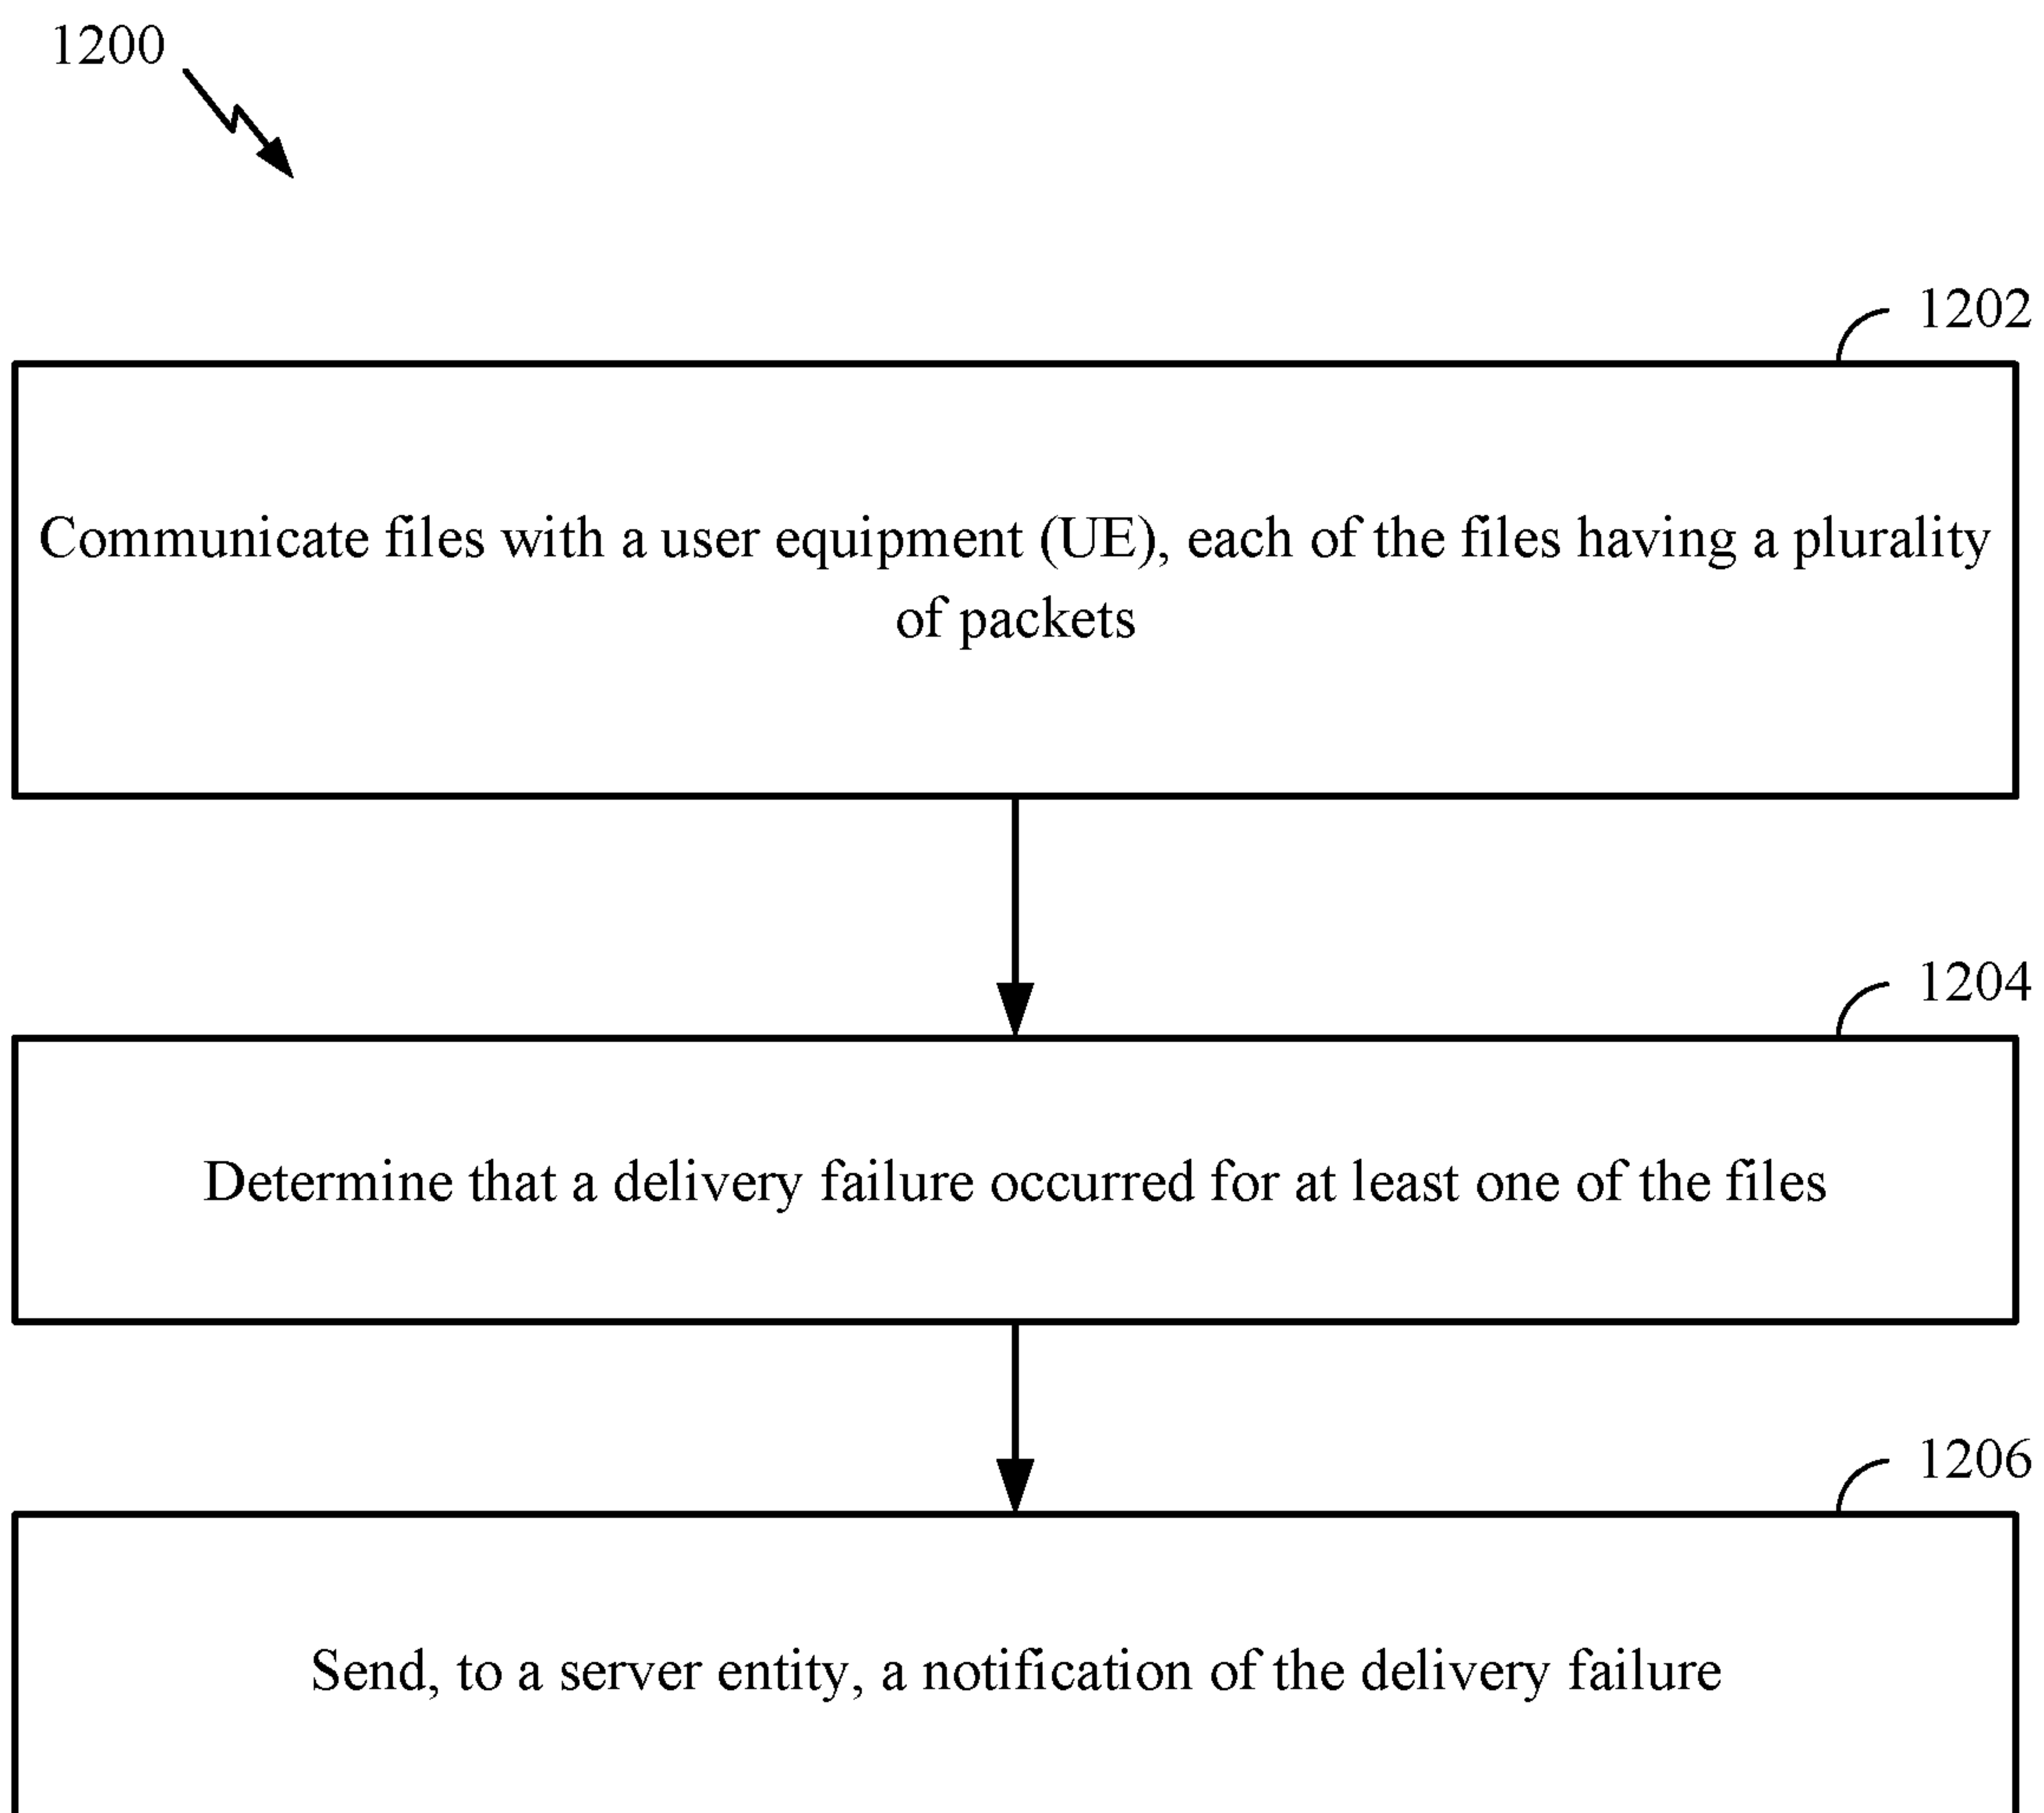 1200
1202
Communicate files with a user equipment (UE), each of the files having a plurality
of packets
1204
Determine that a delivery failure occurred for at least one of the files
1206
Send, to a server entity, a notification of the delivery failure